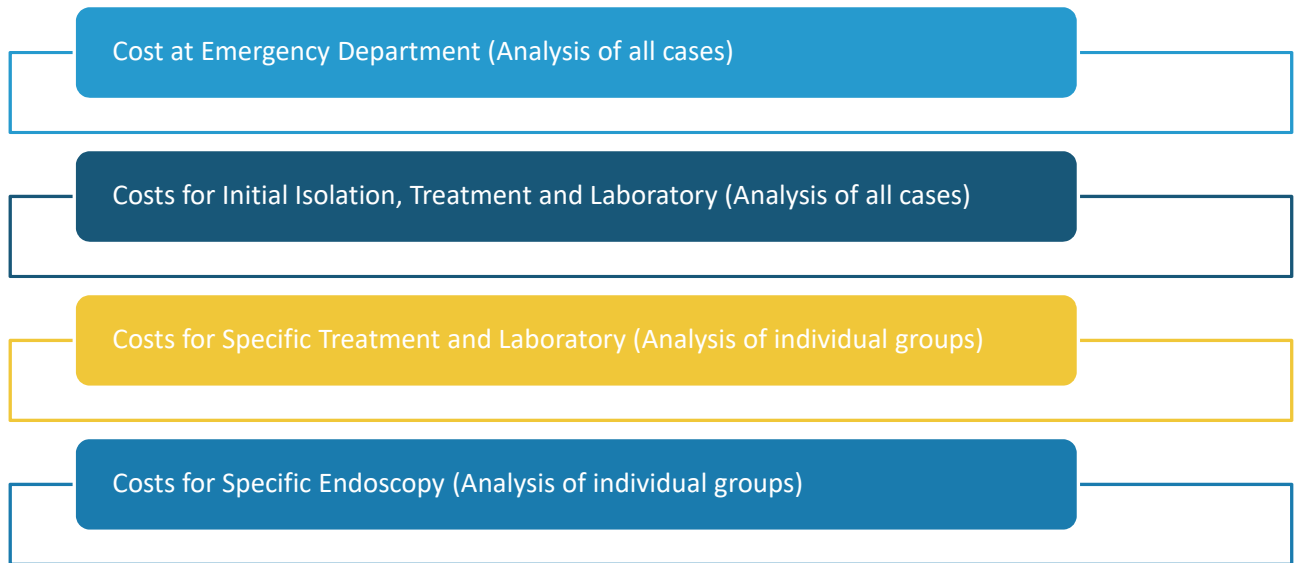 Cost at Emergency Department (Analysis of all cases)
Costs for Initial Isolation, Treatment and Laboratory (Analysis of all cases)
Costs for Specific Treatment and Laboratory (Analysis of individual groups)
Costs for Specific Endoscopy (Analysis of individual groups)